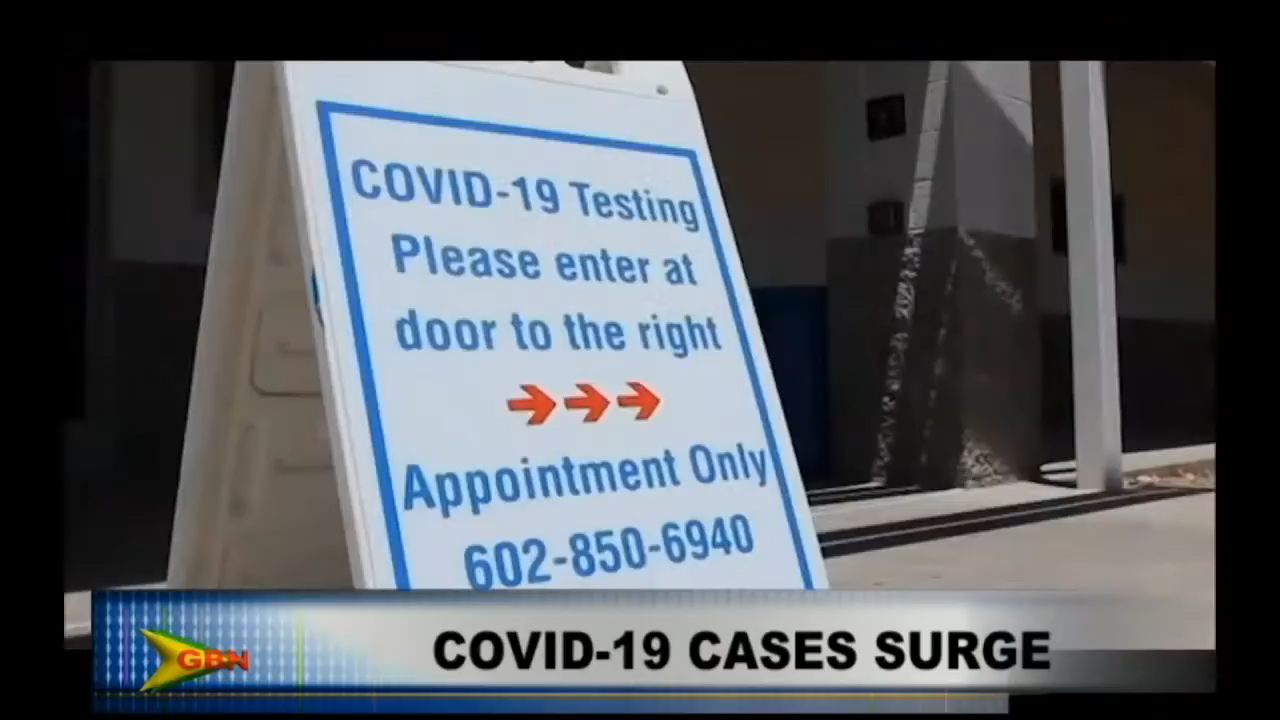 COVID-19 Testing
Please enter at
door to the right
Appointment Only
602-850-6940
GBN
COVID-19 CASES SURGE